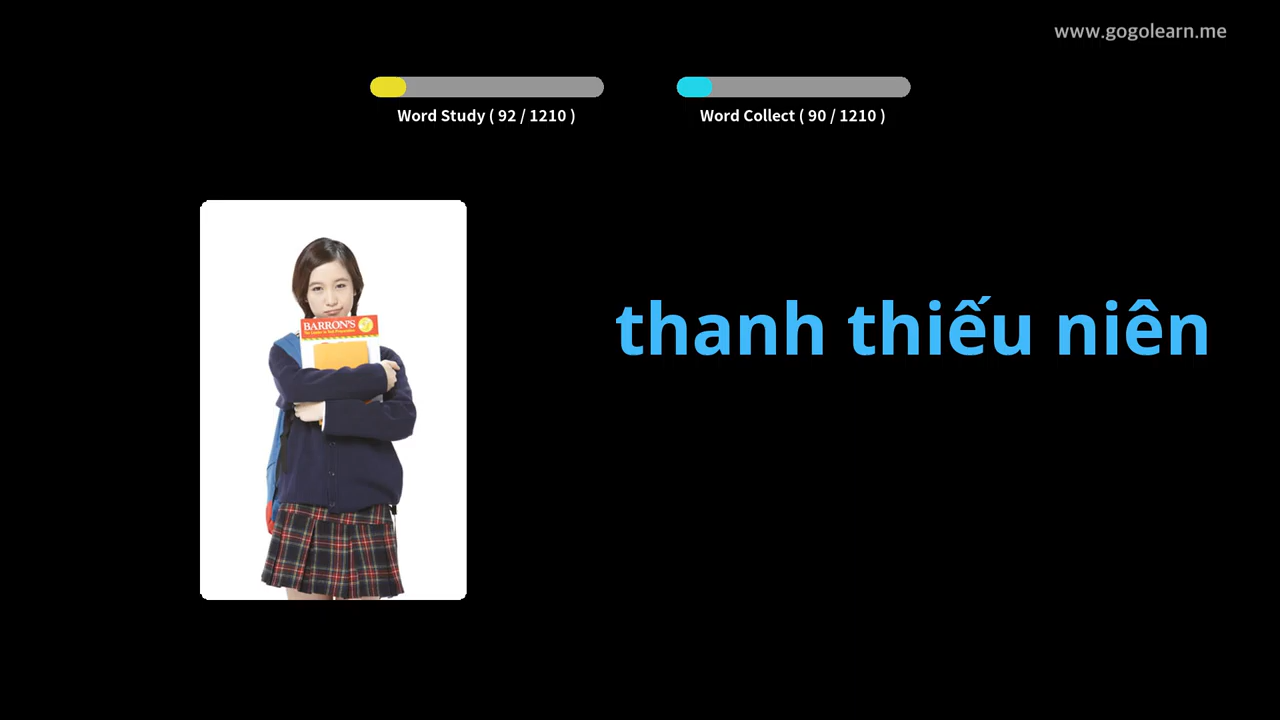 www.gogolearn.me
Word Study ( 92 / 1210 )
Word Collect ( 90 / 1210 )
BARRON'S
thanh thiếu niên